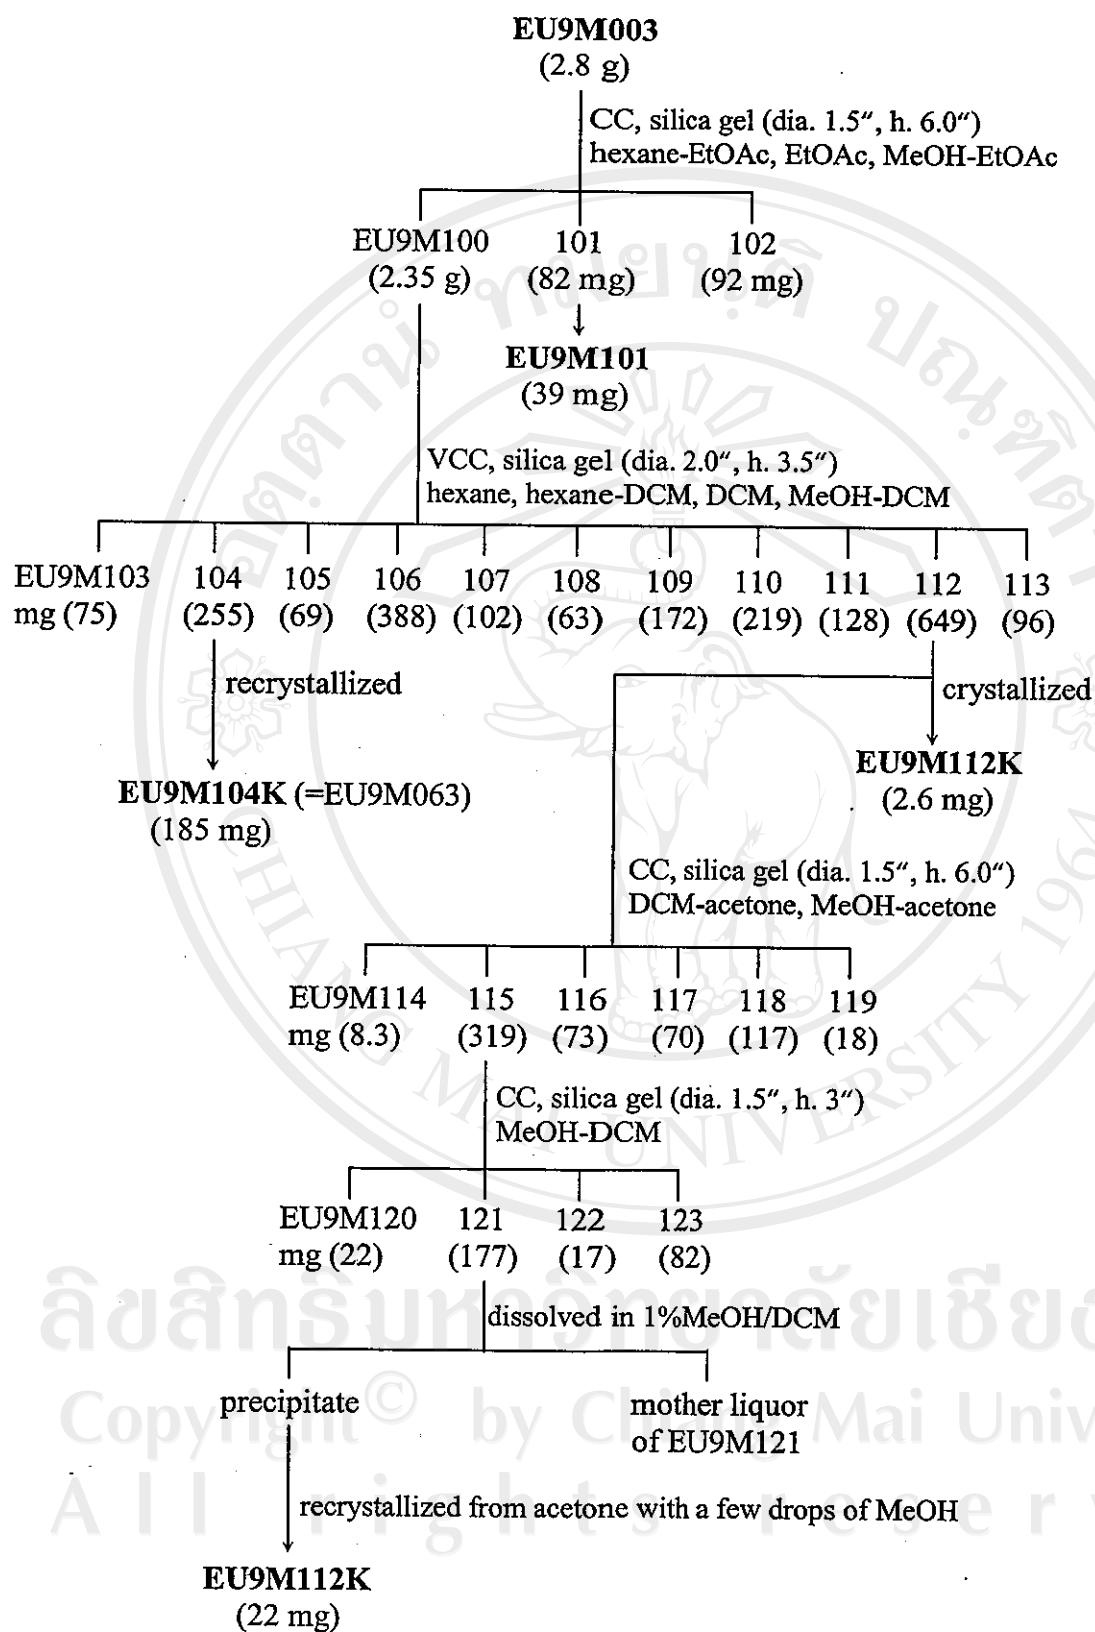 EU9M003
(2.8 g)
CC, silica gel (dia. 1.5″, h. 6.0″)
hexane-EtOAc, EtOAc, MeOH-EtOAc
EU9M100 101 102
(2.35 g) (82 mg) (92 mg)
EU9M101
(39 mg)
VCC, silica gel (dia. 2.0″, h. 3.5″)
hexane, hexane-DCM, DCM, MeOH-DCM
EU9M103 104 105 106 107 108 109 110 111 112 113
mg (75) (255) (69) (388) (102) (63) (172) (219) (128) (649) (96)
recrystallized
crystallized
EU9M104K (=EU9M063)
(185 mg)
EU9M112K
(2.6 mg)
CC, silica gel (dia. 1.5″, h. 6.0″)
DCM-acetone, MeOH-acetone
EU9M114 115 116 117 118 119
mg (8.3) (319) (73) (70) (117) (18)
CC, silica gel (dia. 1.5″, h. 3″)
MeOH-DCM
EU9M120 121 122 123
mg (22) (177) (17) (82)
dissolved in 1%MeOH/DCM
precipitate
mother liquor
of EU9M121
recrystallized from acetone with a few drops of MeOH
EU9M112K
(22 mg)
CHIANG MAI UNIVERSITY 1964
ลิขสิทธิ์มหาวิทยาลัยเชีย
Copyright © by Chiang Mai Univ
All rights reser